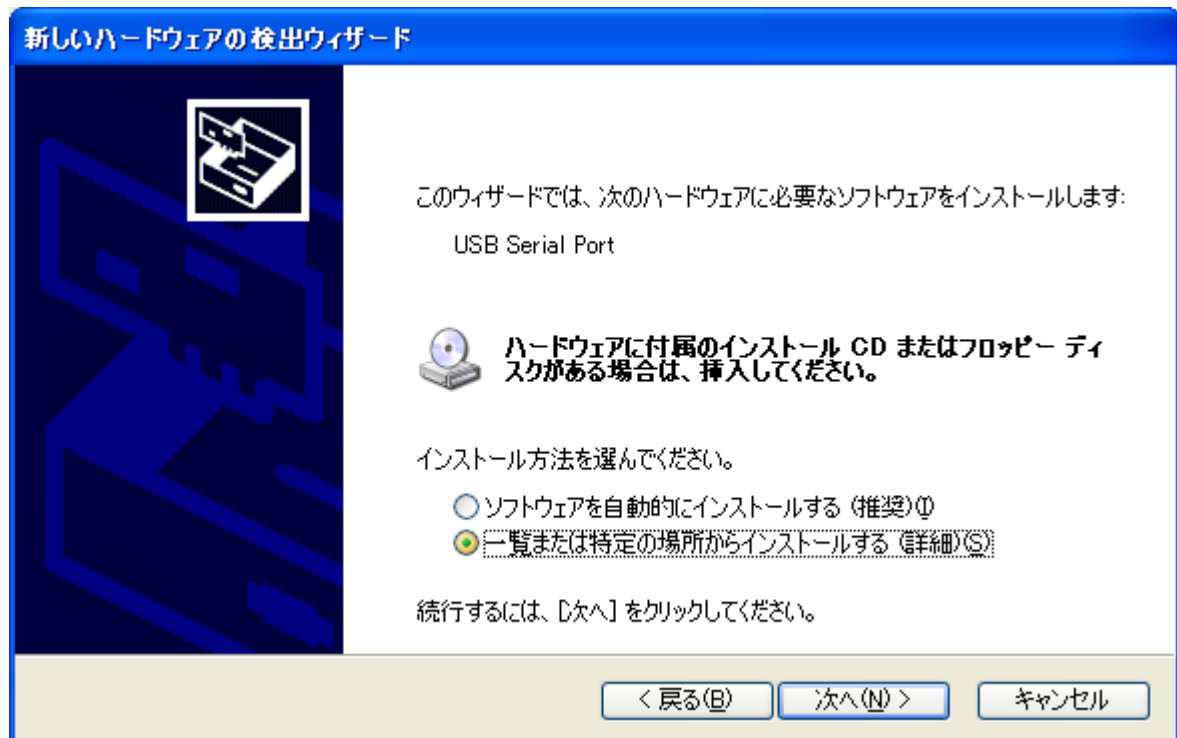 新しいハードウェアの検出ウィザード
このウィザードでは、次のハードウェアに必要なソフトウェアをインストールします:
USB Serial Port
ハードウェアに付属のインストール CD またはフロッピー ディ
スクがある場合は、挿入してください。
インストール方法を選んでください。
ソフトウェアを自動的にインストールする (推奨)(I)
一覧または特定の場所からインストールする (詳細)(S)
続行するには、[次へ] をクリックしてください。
< 戻る(B) 次へ(N) > キャンセル